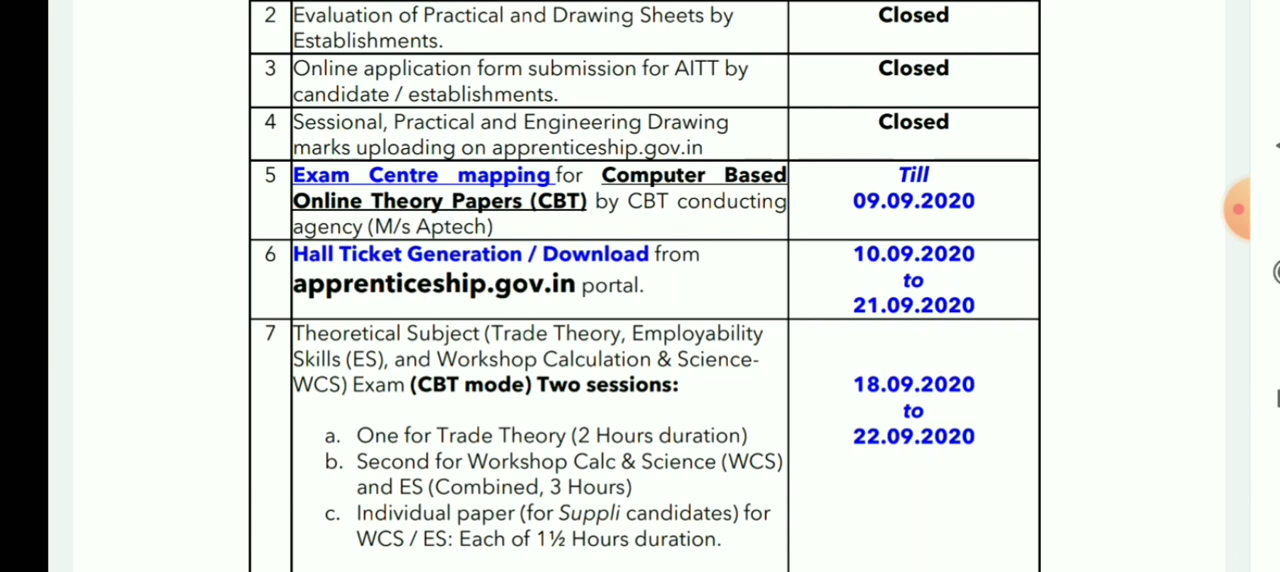 2 Evaluation of Practical and Drawing Sheets by Closed
Establishments.
3 Online application form submission for AITT by Closed
candidate / establishments.
4 Sessional, Practical and Engineering Drawing Closed
marks uploading on apprenticeship.gov.in
5 Exam Centre mapping for Computer Based Till
Online Theory Papers (CBT) by CBT conducting 09.09.2020
agency (M/s Aptech)
6 Hall Ticket Generation / Download from 10.09.2020
apprenticeship.gov.in portal. to
21.09.2020
7 Theoretical Subject (Trade Theory, Employability
Skills (ES), and Workshop Calculation & Science-
WCS) Exam (CBT mode) Two sessions: 18.09.2020
to
a. One for Trade Theory (2 Hours duration) 22.09.2020
b. Second for Workshop Calc & Science (WCS)
and ES (Combined, 3 Hours)
c. Individual paper (for Suppli candidates) for
WCS / ES: Each of 1½ Hours duration.